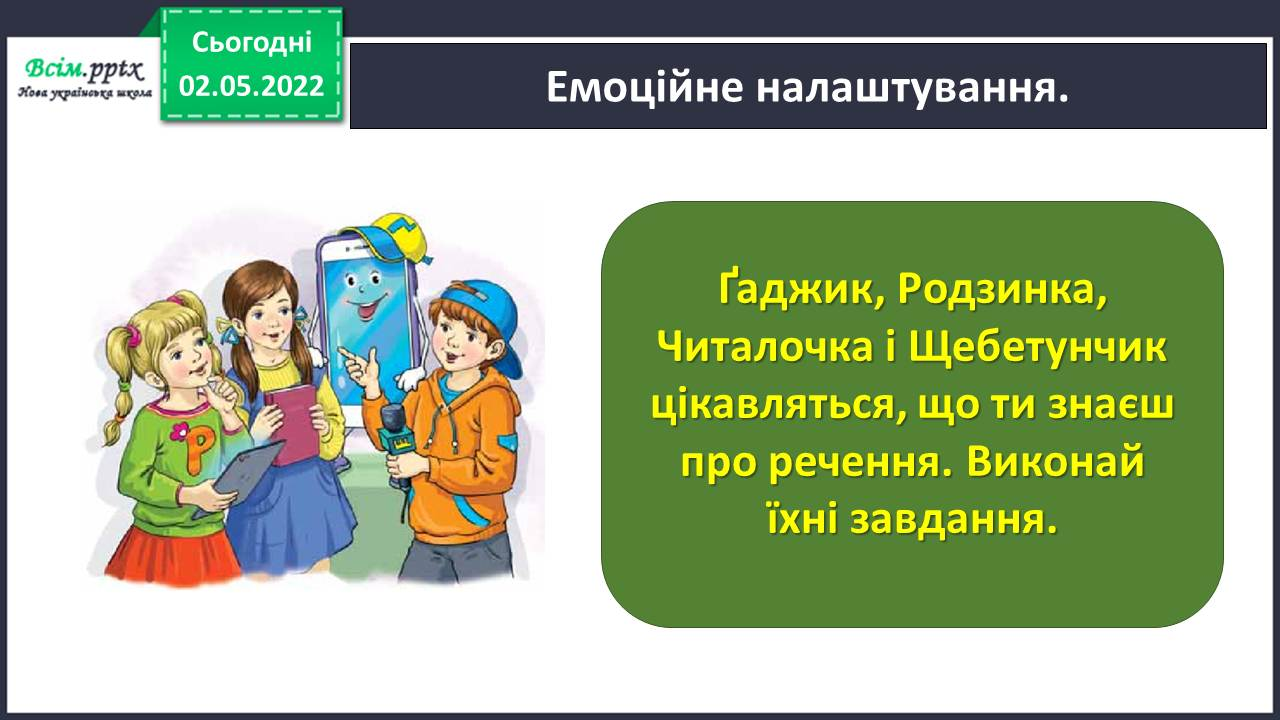 Сьогодні
02.05.2022
Всім.pptx
Нова українська школа
Емоційне налаштування.
Ґаджик, Родзинка,
Читалочка і Щебетунчик
цікавляться, що ти знаєш
про речення. Виконай
їхні завдання.
Р